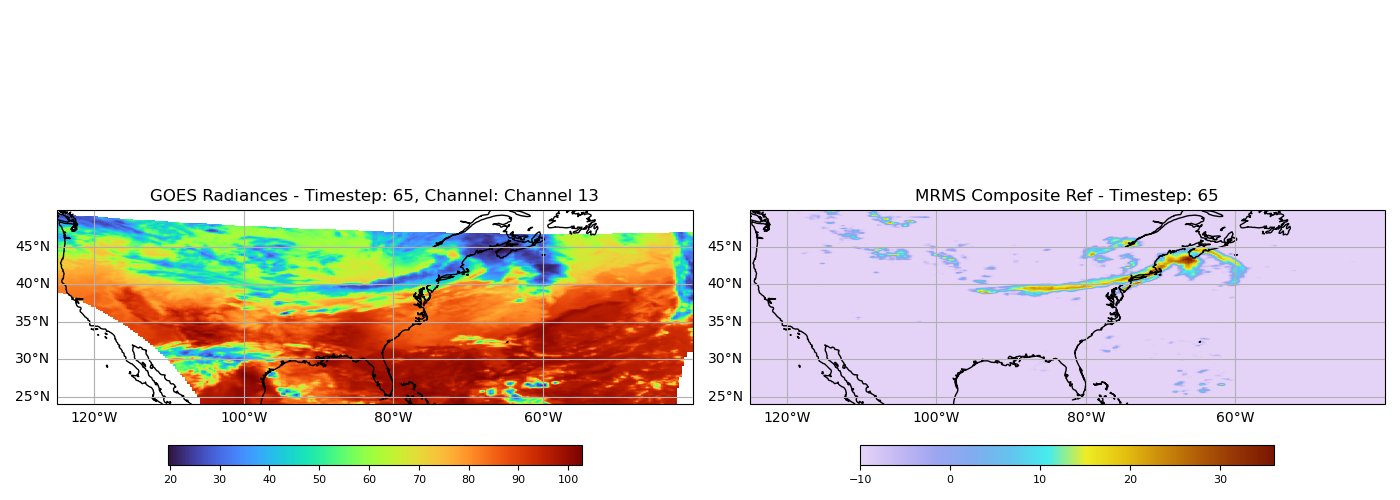 GOES Radiances - Timestep: 65, Channel: Channel 13
45°N
40°N
35°N
30°N
25°N
120°W 100°W 80°W 60°W
20 30 40 50 60 70 80 90 100
MRMS Composite Ref - Timestep: 65
45°N
40°N
35°N
30°N
25°N
120°W 100°W 80°W 60°W
−10 0 10 20 30